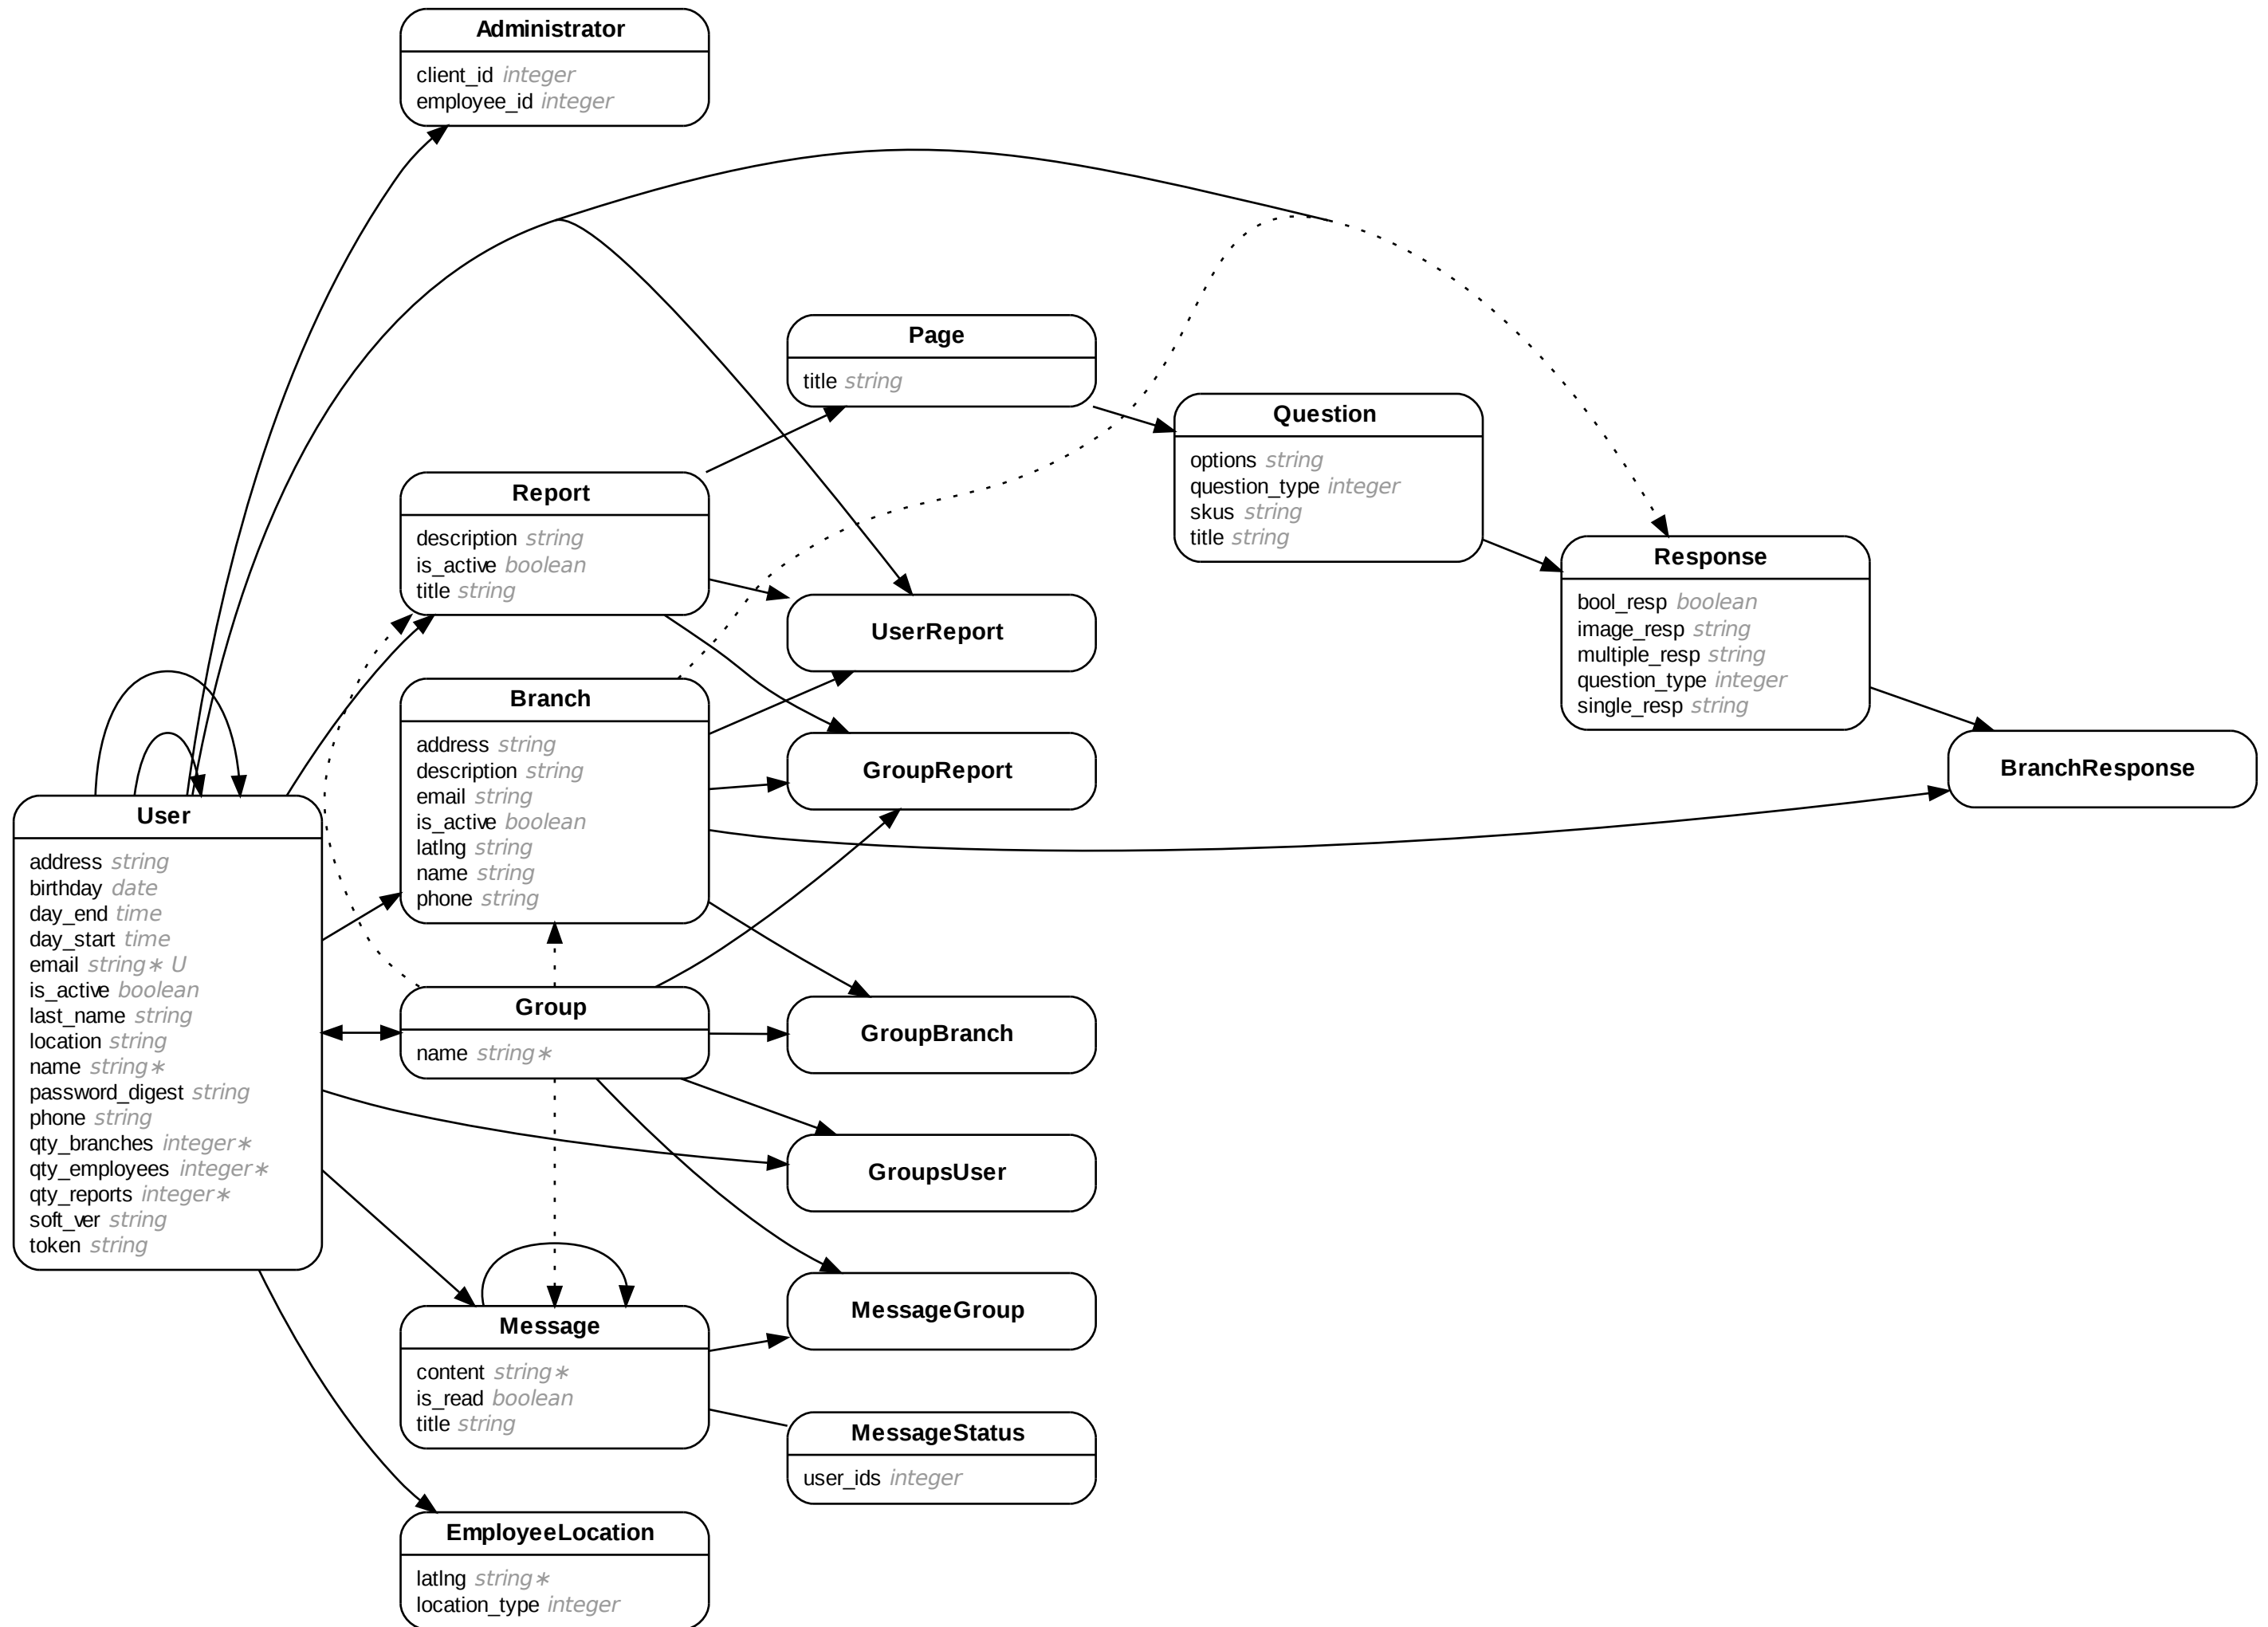 Administrator
client_id integer
employee_id integer
Page
title string
Question
options string
question_type integer
skus string
title string
Report
description string
is_active boolean
title string
Response
bool_resp boolean
image_resp string
multiple_resp string
question_type integer
single_resp string
UserReport
Branch
address string
description string
email string
is_active boolean
latlng string
name string
phone string
GroupReport
BranchResponse
User
address string
birthday date
day_end time
day_start time
email string∗ U
is_active boolean
last_name string
location string
name string∗
password_digest string
phone string
qty_branches integer∗
qty_employees integer∗
qty_reports integer∗
soft_ver string
token string
Group
name string∗
GroupBranch
GroupsUser
MessageGroup
Message
content string∗
is_read boolean
title string
MessageStatus
user_ids integer
EmployeeLocation
latlng string∗
location_type integer